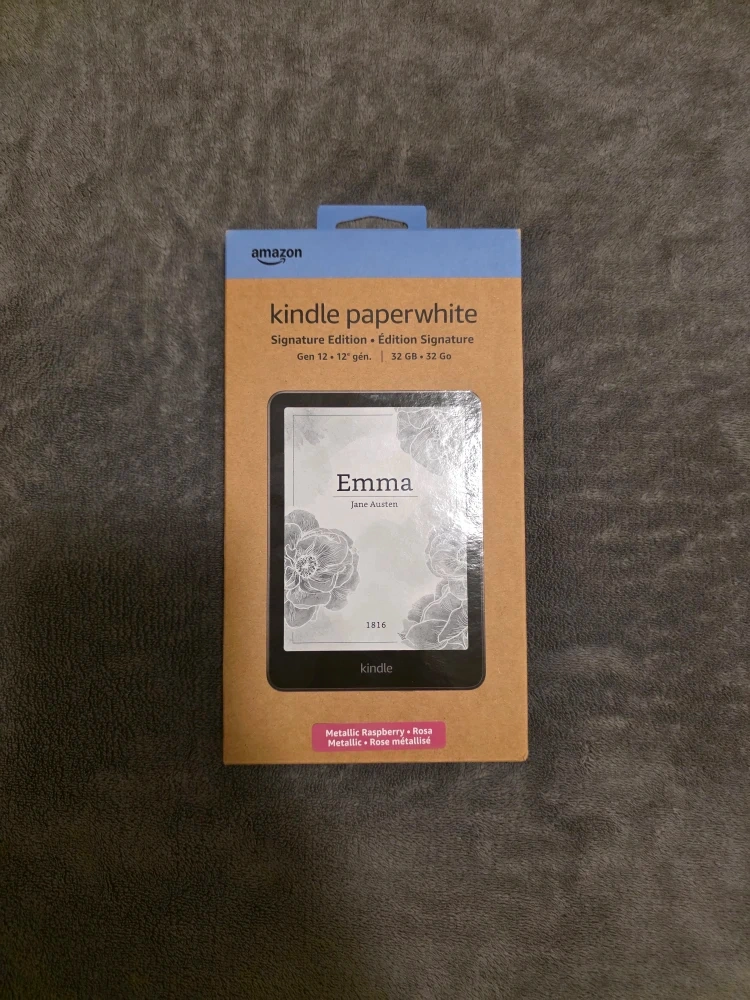 amazon
kindle paperwhite
Signature Edition • Édition Signature
Gen 12 • 12ᵉ gén. | 32 GB • 32 Go
Emma
Jane Austen
1816
kindle
Metallic Raspberry • Rosa
Metallic • Rose métallisé